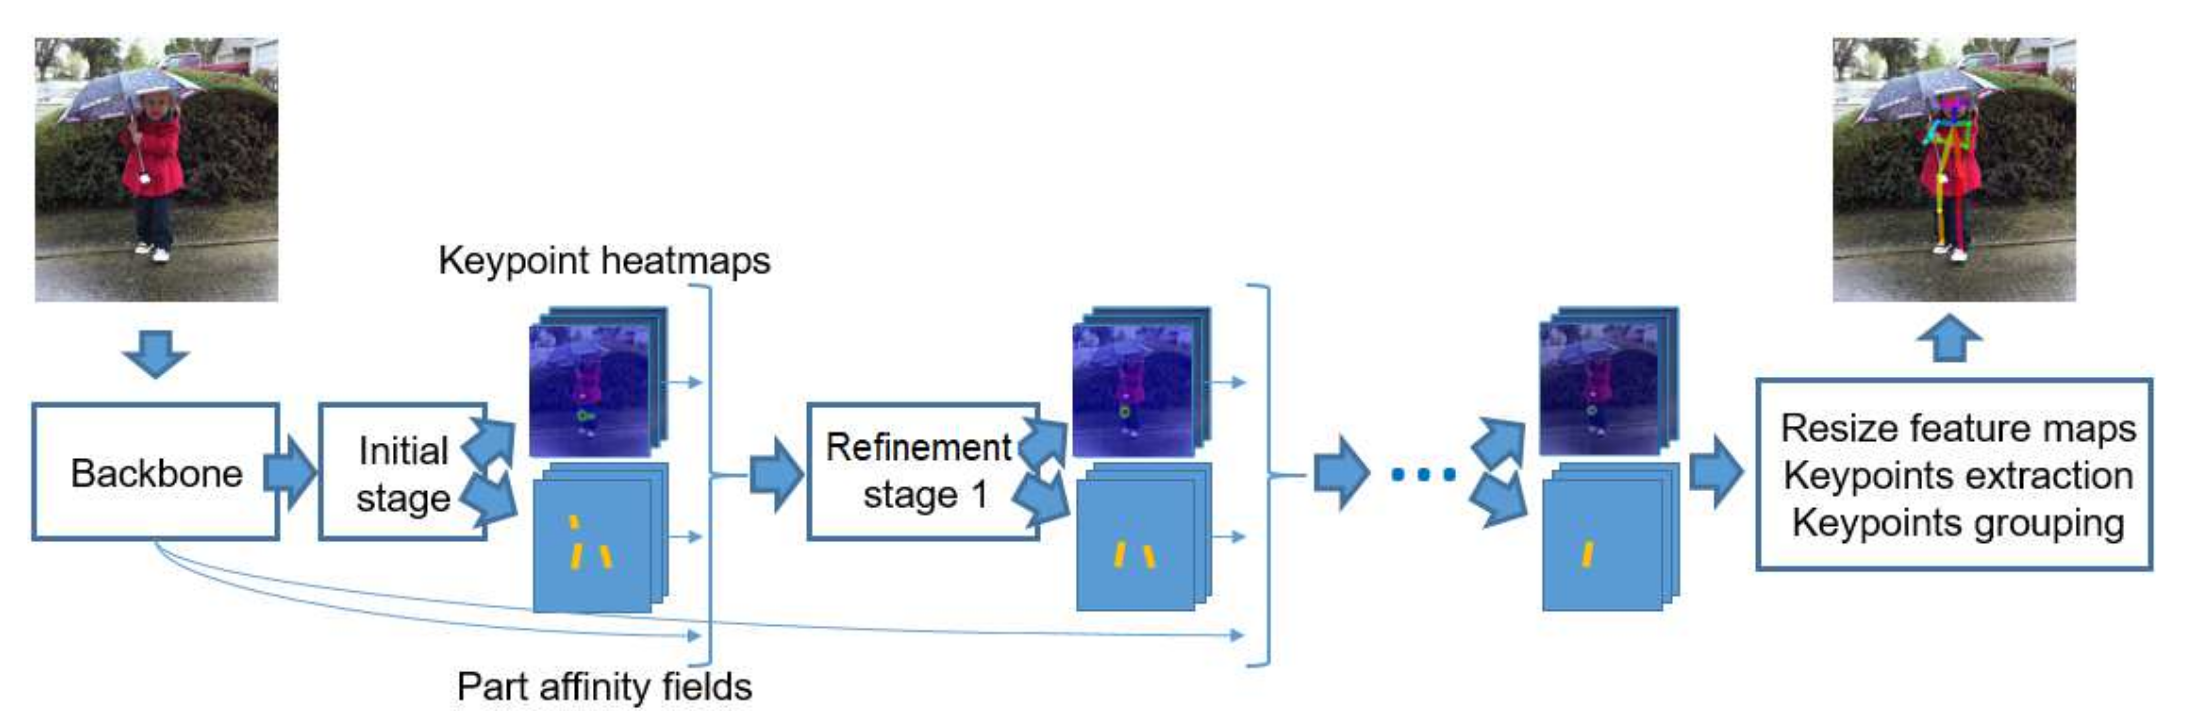 Keypoint heatmaps
Backbone
Initial
stage
Refinement
stage 1
Resize feature maps
Keypoints extraction
Keypoints grouping
Part affinity fields